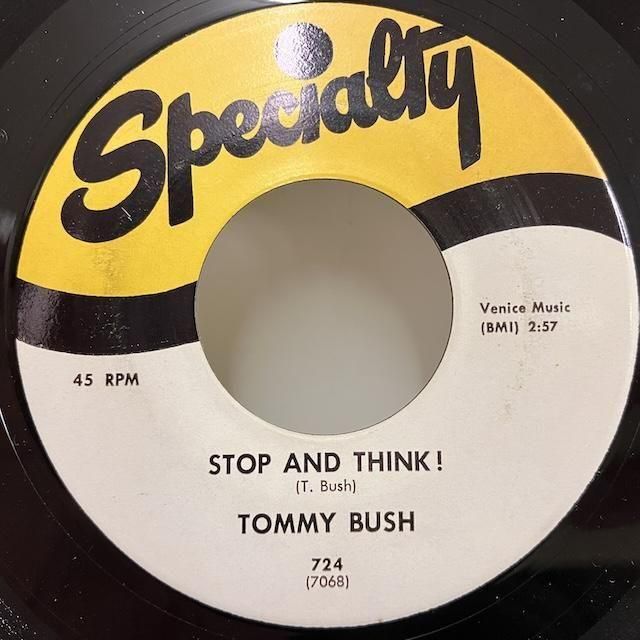 Specialty
Venice Music
(BMI) 2:57
45 RPM
STOP AND THINK!
(T. Bush)
TOMMY BUSH
724
(7068)